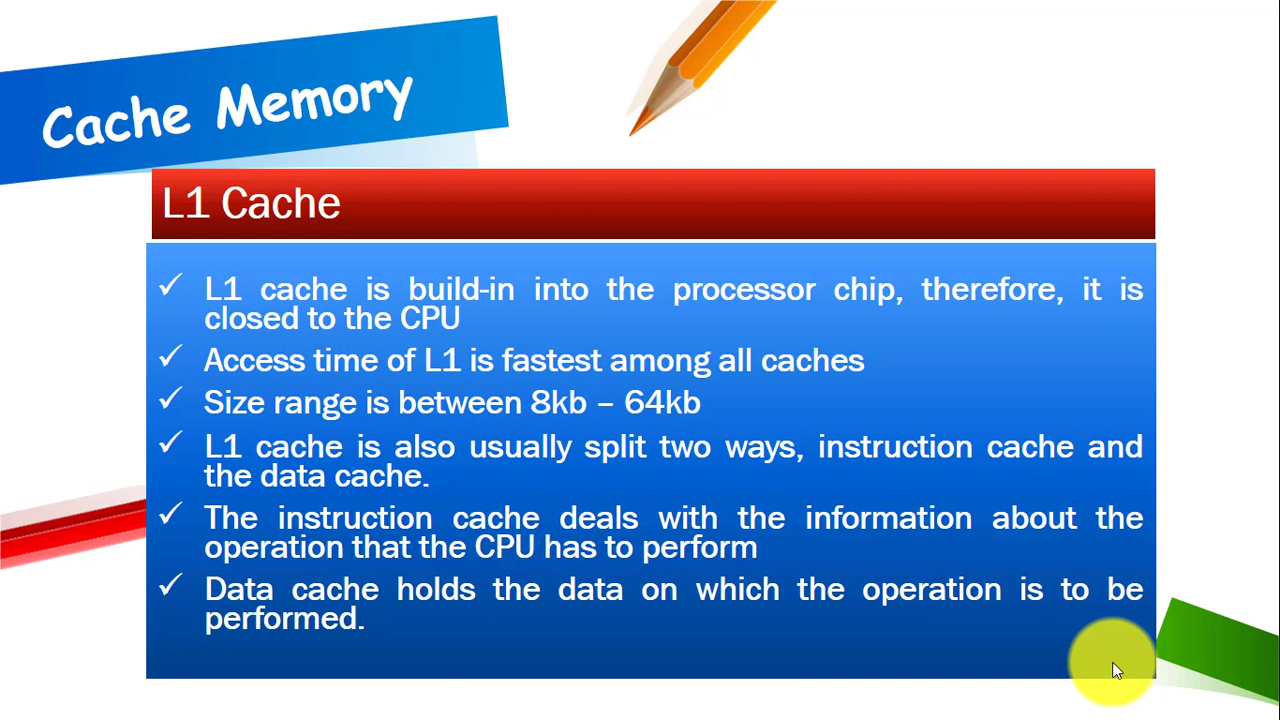 Cache Memory
L1 Cache
✓ L1 cache is build-in into the processor chip, therefore, it is
closed to the CPU
✓ Access time of L1 is fastest among all caches
✓ Size range is between 8kb – 64kb
✓ L1 cache is also usually split two ways, instruction cache and
the data cache.
✓ The instruction cache deals with the information about the
operation that the CPU has to perform
✓ Data cache holds the data on which the operation is to be
performed.